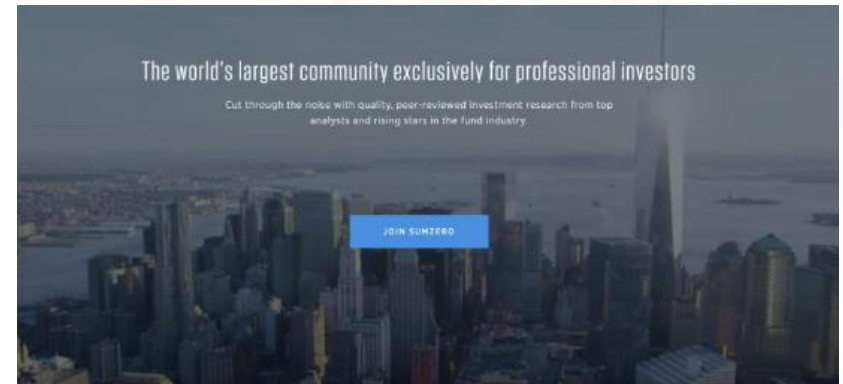 The world's largest community exclusively for professional investors
Cut through the noise with quality, peer-reviewed investment research from top
analysts and rising stars in the fund industry.
JOIN SUMZERO